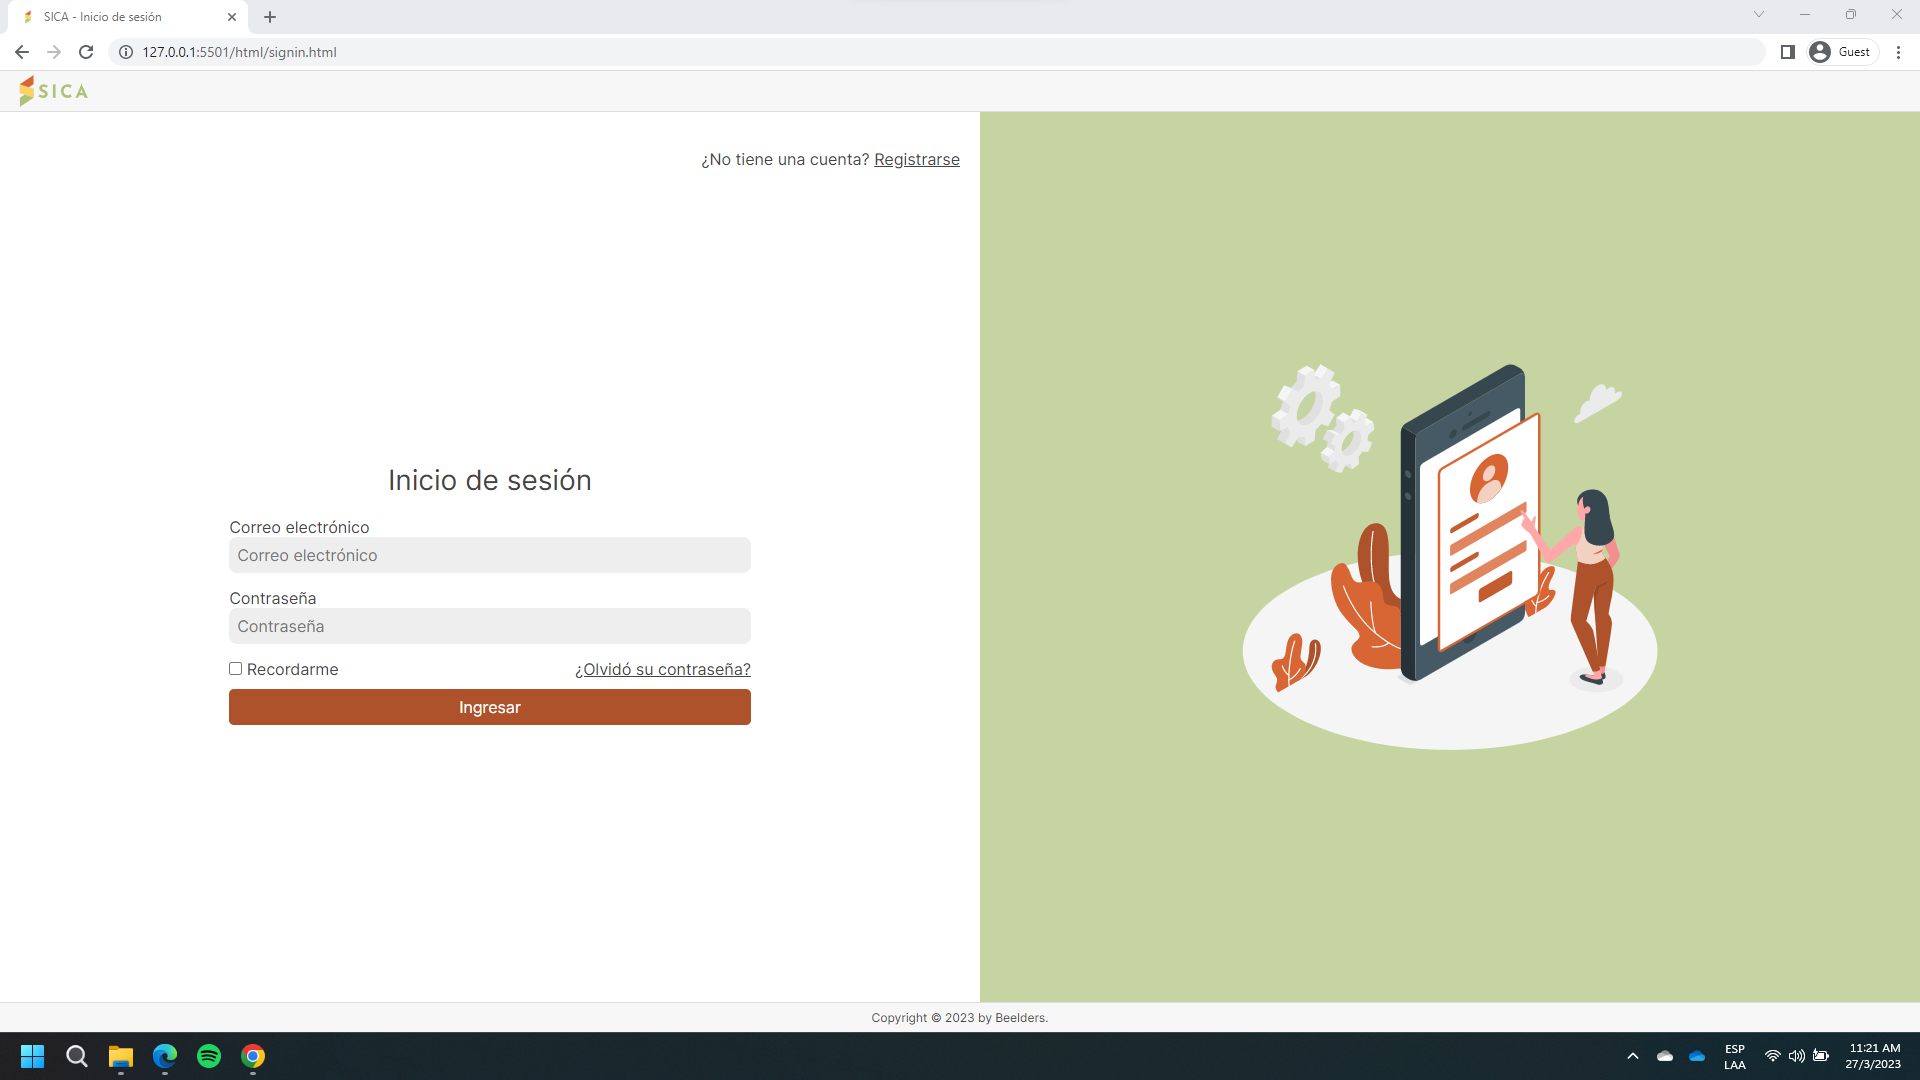 SICA - Inicio de sesión
127.0.0.1:5501/html/signin.html
Guest
SICA
¿No tiene una cuenta? Registrarse
Inicio de sesión
Correo electrónico
Correo electrónico
Contraseña
Contraseña
Recordarme ¿Olvidó su contraseña?
Ingresar
Copyright © 2023 by Beelders.
ESP
LAA
11:21 AM
27/3/2023